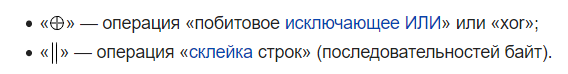 • «⊕» — операция «побитовое исключающее ИЛИ» или «xor»;
• «||» — операция «склейка строк» (последовательностей байт).